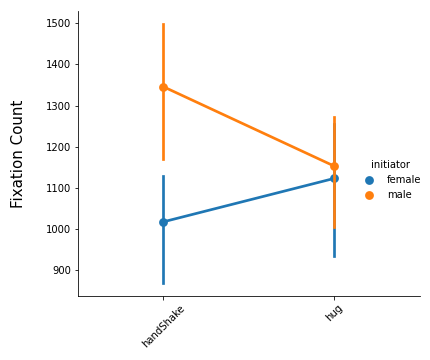 1500
1400
1300
1200
1100
1000
900
Fixation Count
initiator
female
male
handShake
hug